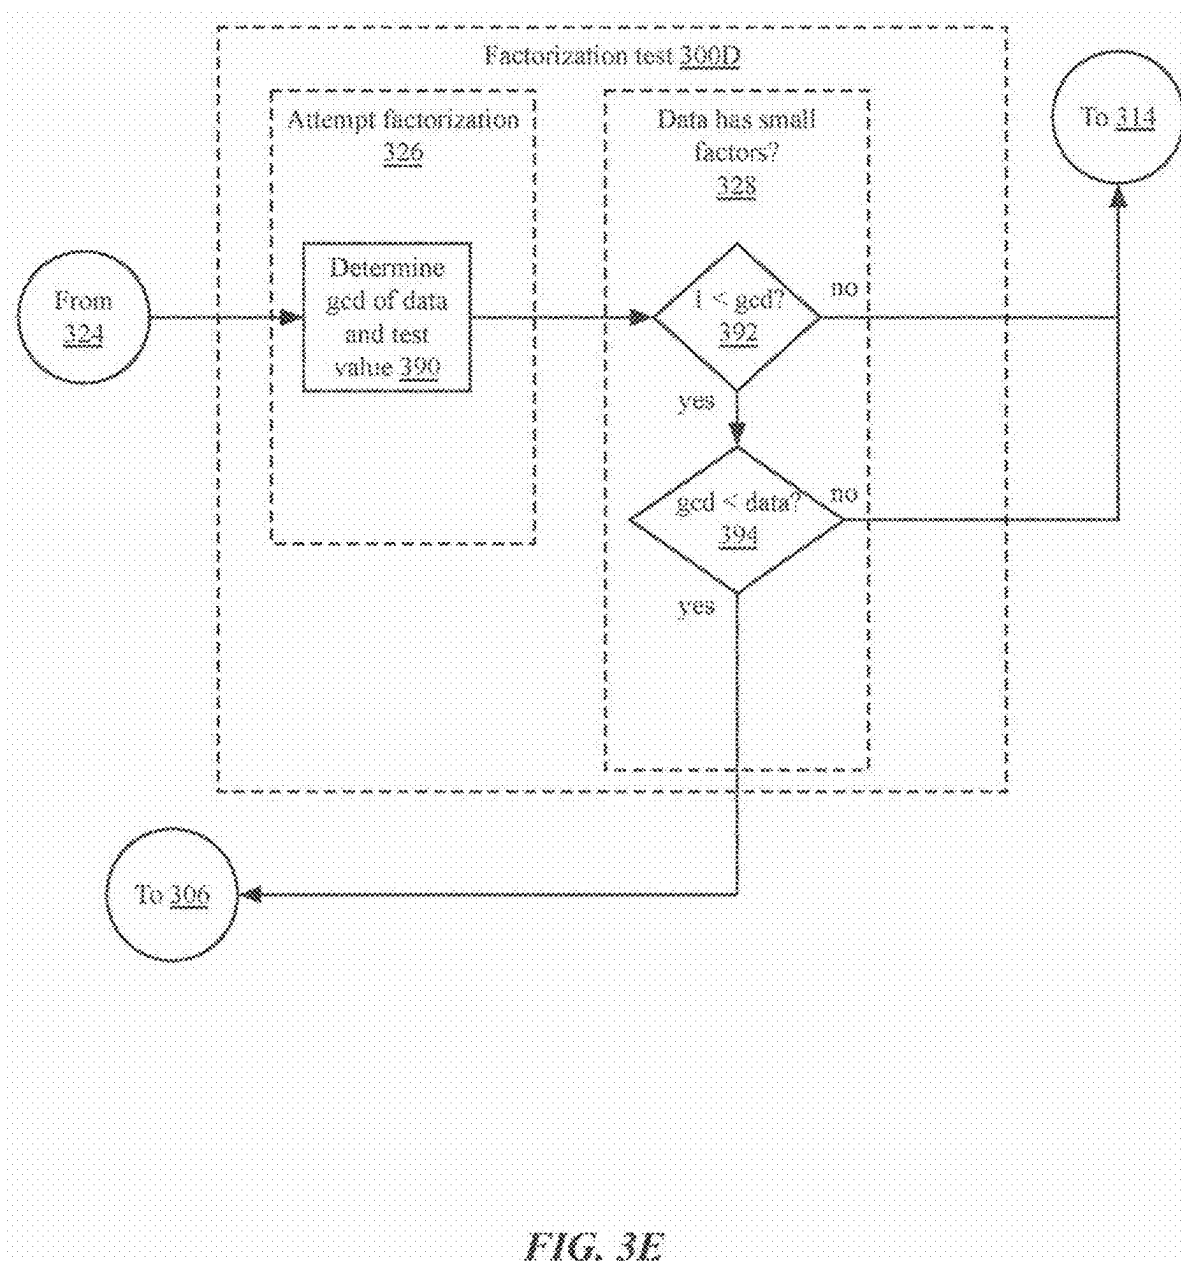 Factorization test 300D
Attempt factorization
326
Data has small
factors?
328
To 314
From
324
Determine
gcd of data
and test
value 390
1 < gcd?
392
no
yes
gcd < data?
394
no
yes
To 306
FIG. 3E